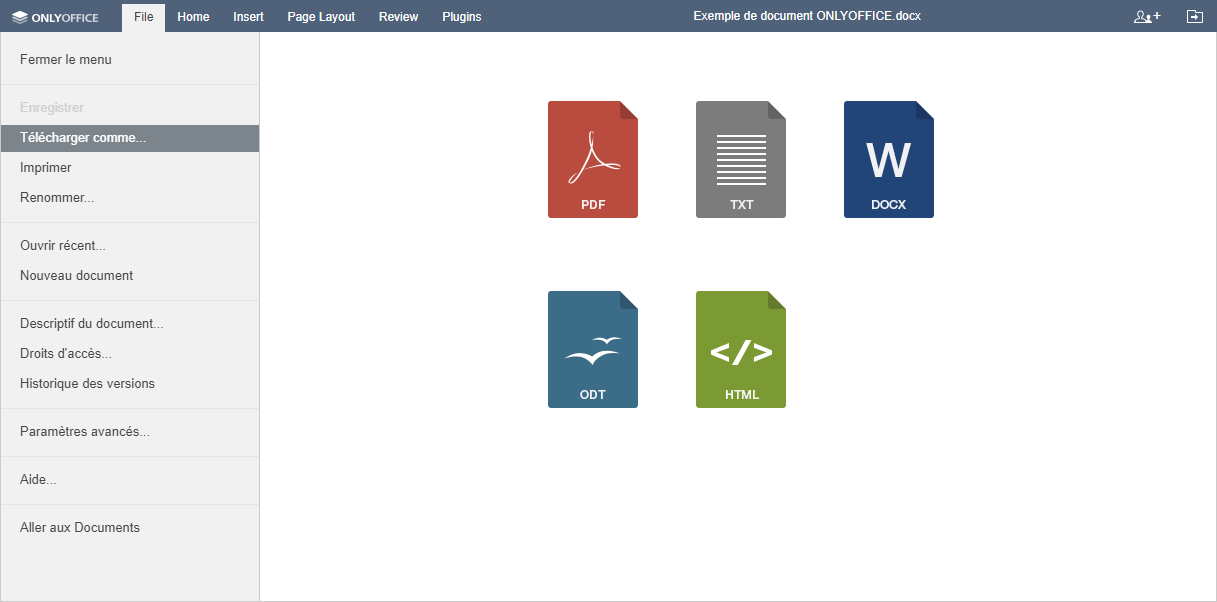 ONLYOFFICE File Home Insert Page Layout Review Plugins Exemple de document ONLYOFFICE.docx
Fermer le menu
Enregistrer
Télécharger comme...
Imprimer
Renommer...
Ouvrir récent...
Nouveau document
Descriptif du document...
Droits d'accès...
Historique des versions
Paramètres avancés...
Aide...
Aller aux Documents
W
PDF TXT DOCX
</>
ODT HTML